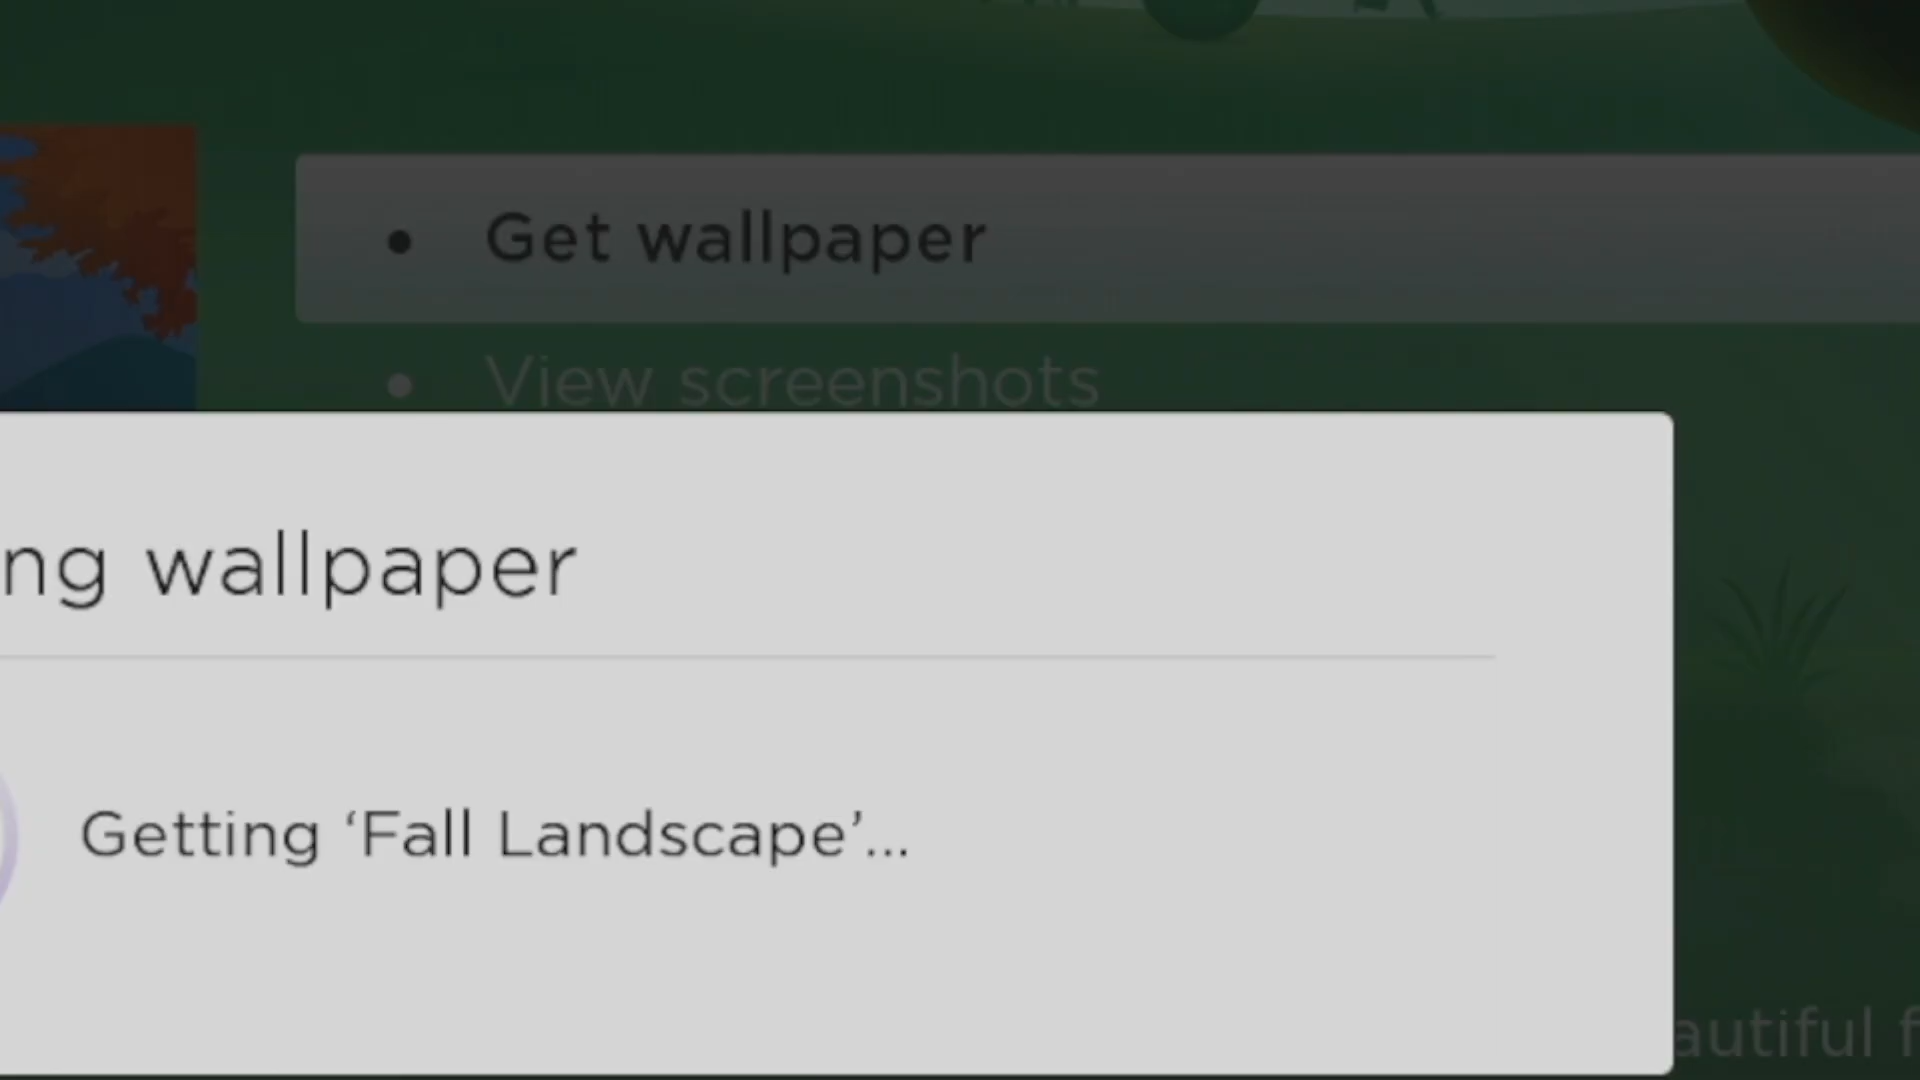 Get wallpaper
View screenshots
ng wallpaper
Getting ‘Fall Landscape’...
autiful f